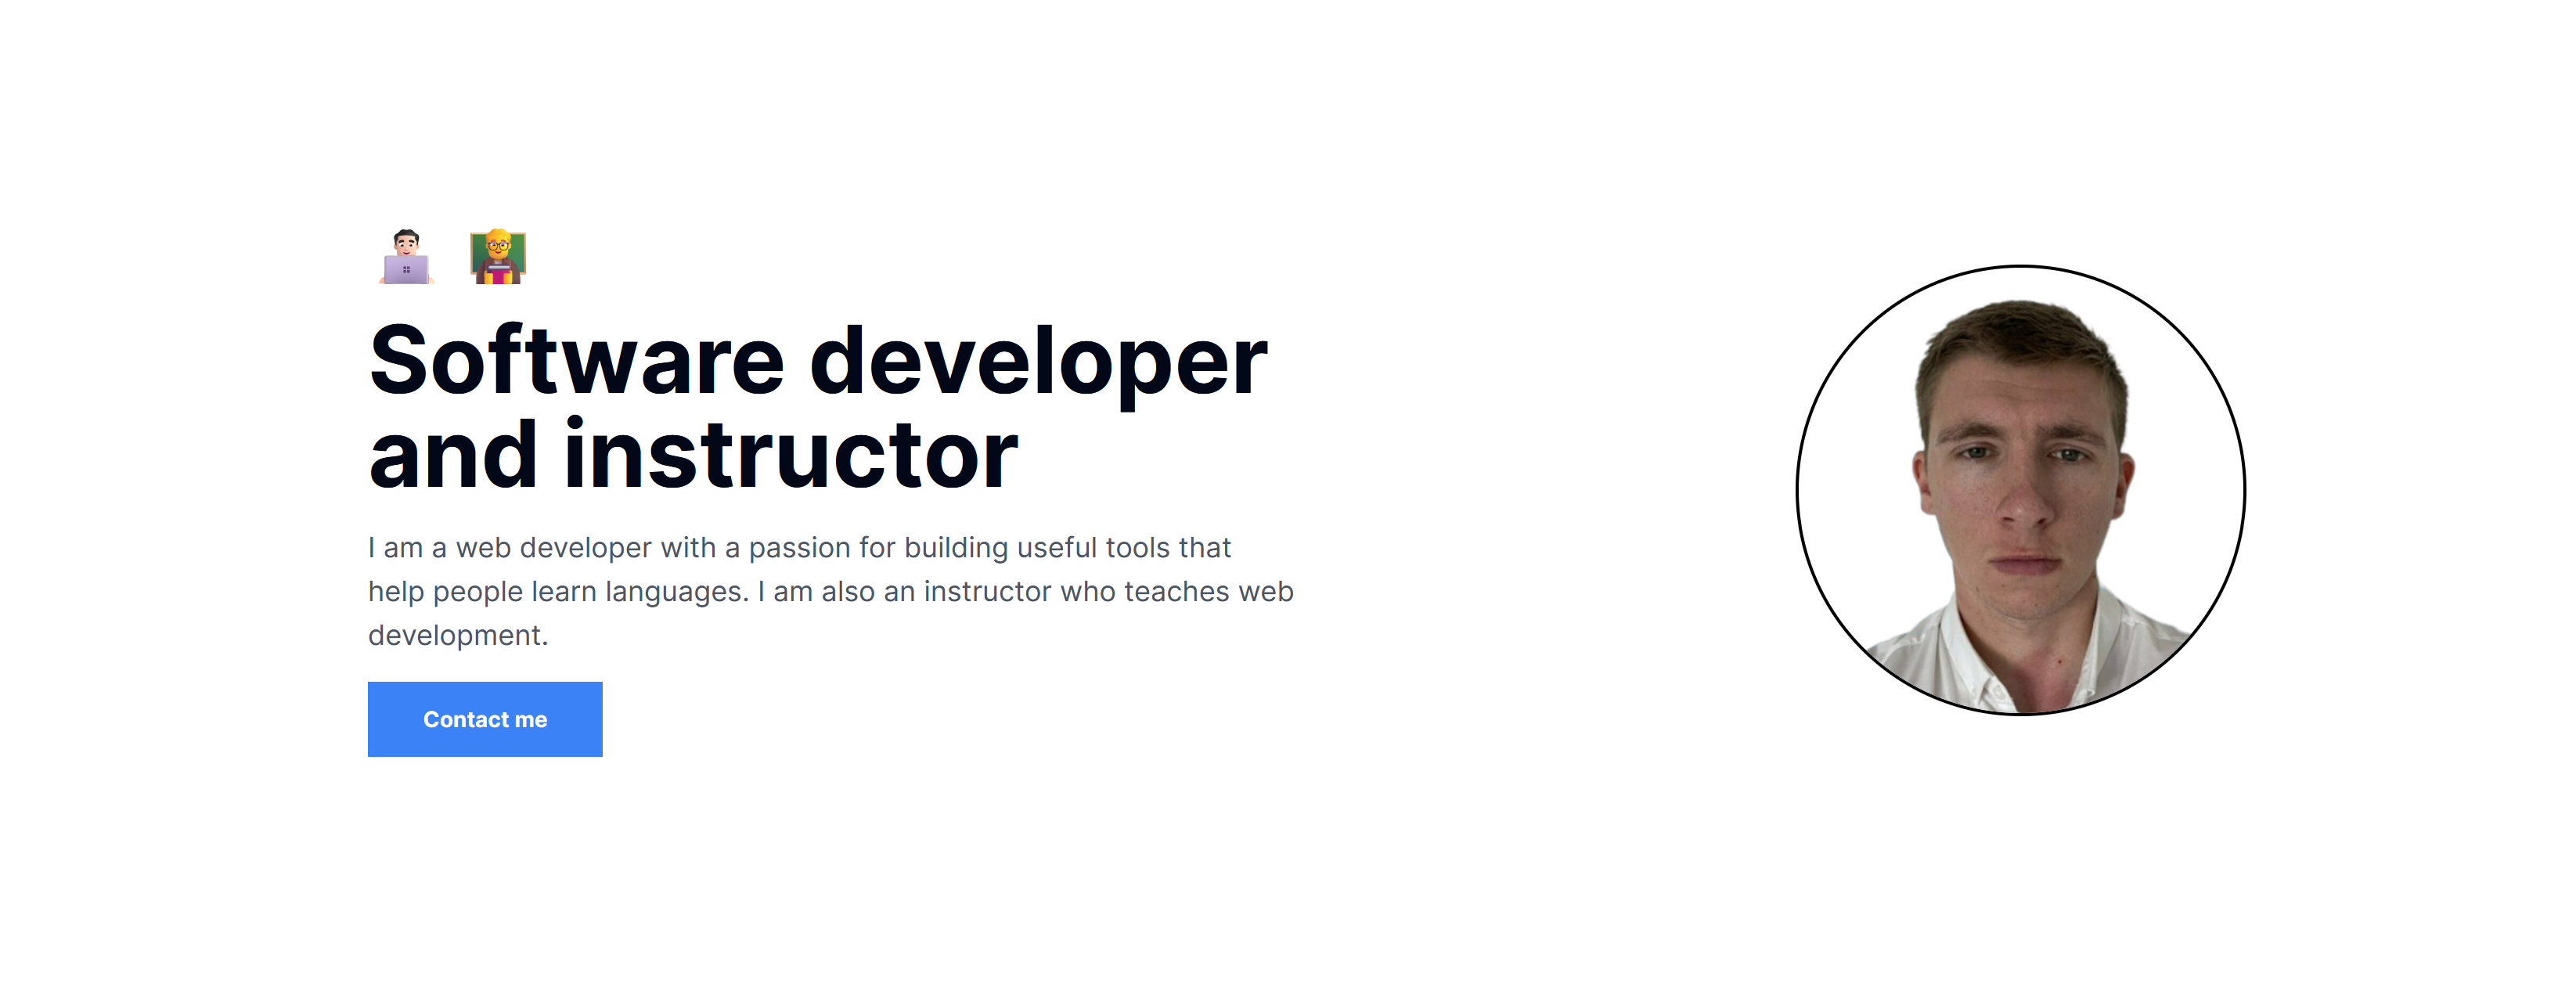 Software developer
and instructor
I am a web developer with a passion for building useful tools that
help people learn languages. I am also an instructor who teaches web
development.
Contact me